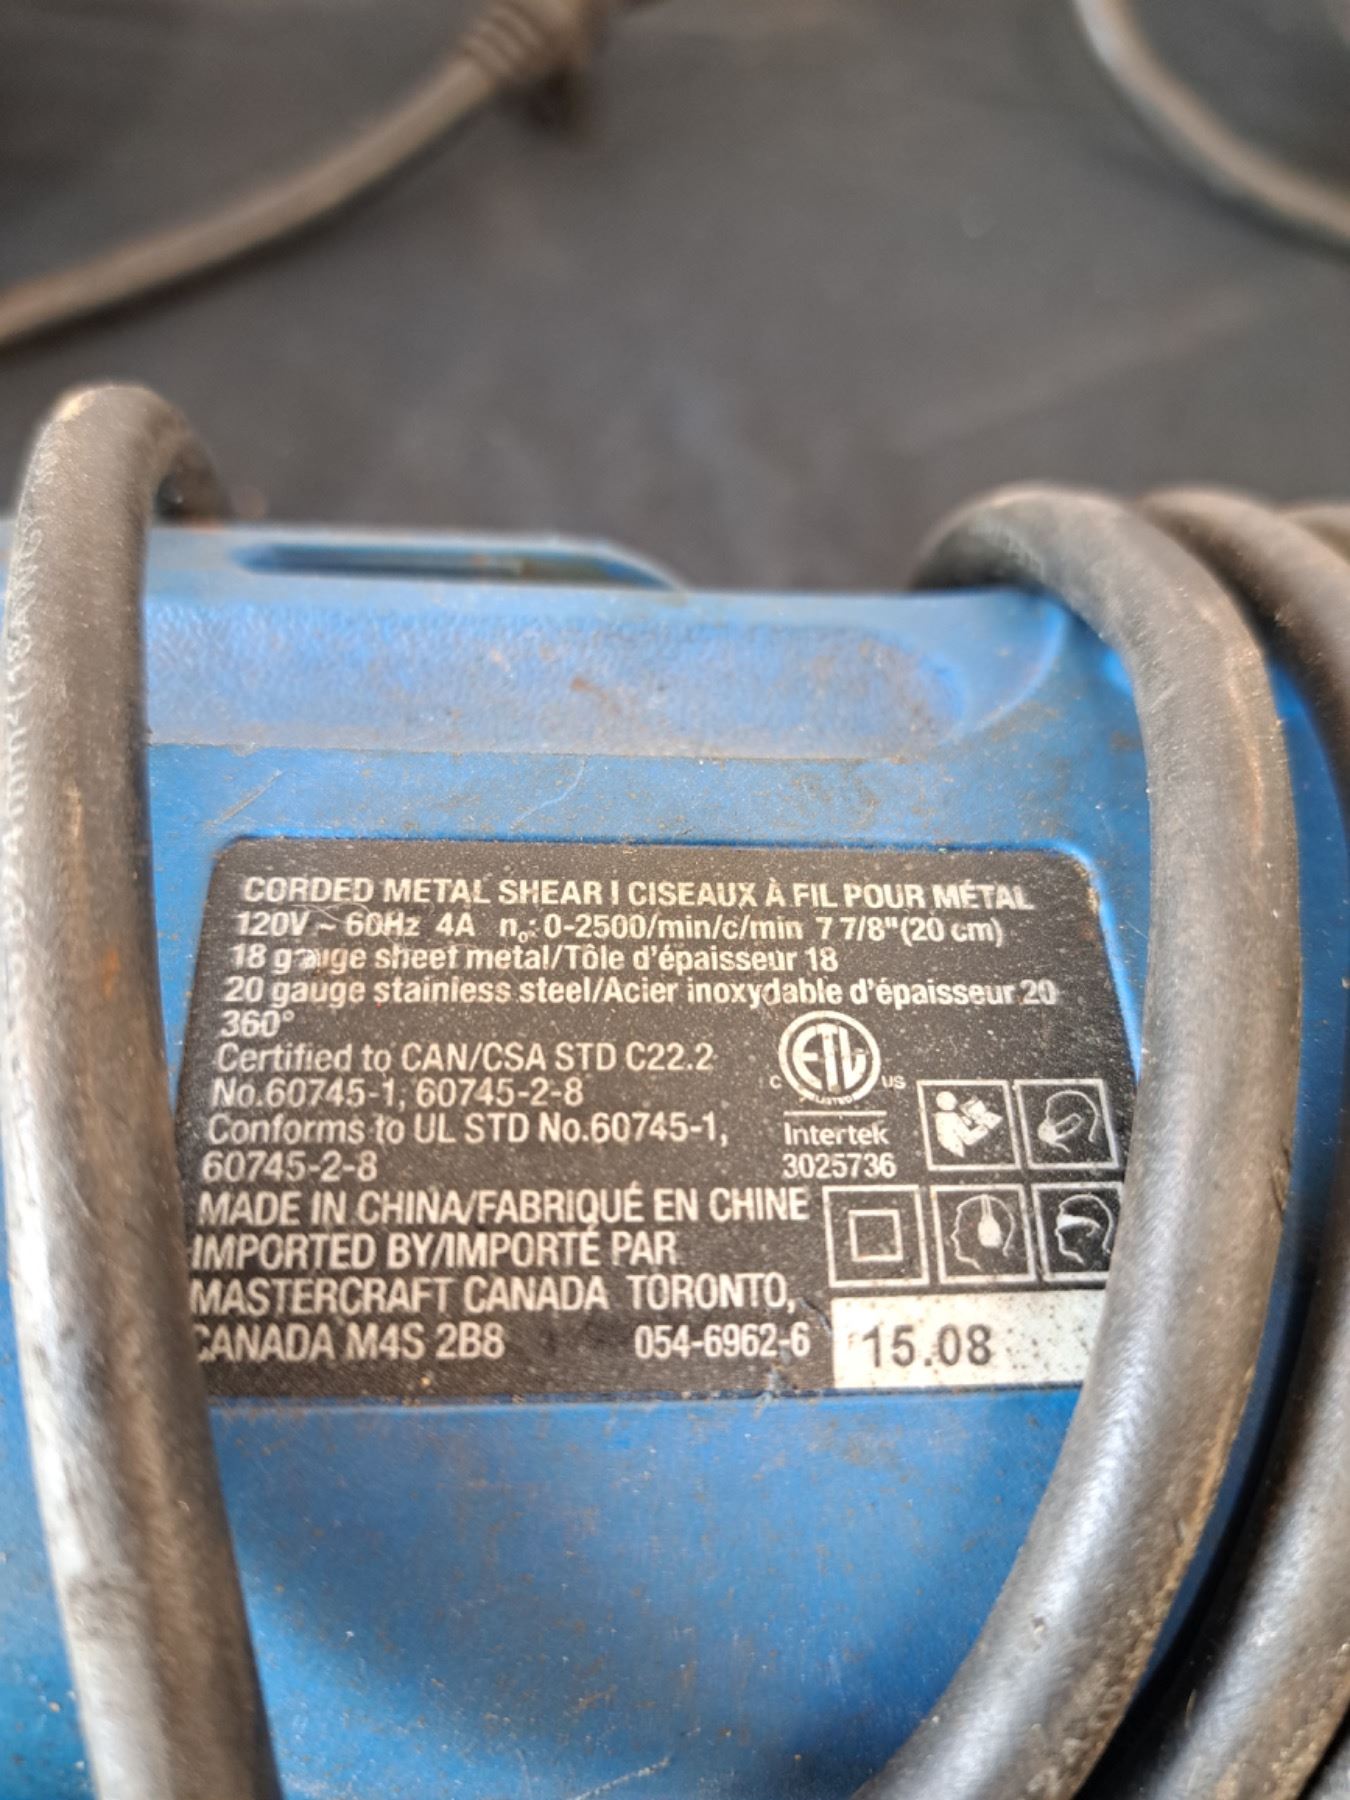 CORDED METAL SHEAR | CISEAUX À FIL POUR MÉTAL
120V ~ 60Hz 4A n₀: 0-2500/min/c/min 7 7/8" (20 cm)
18 gauge sheet metal/Tôle d'épaisseur 18
20 gauge stainless steel/Acier inoxydable d'épaisseur 20
360°
Certified to CAN/CSA STD C22.2
No.60745-1, 60745-2-8
Conforms to UL STD No.60745-1,
60745-2-8
C ETL US
LISTED
Intertek
3025736
MADE IN CHINA/FABRIQUÉ EN CHINE
IMPORTED BY/IMPORTÉ PAR
MASTERCRAFT CANADA TORONTO,
CANADA M4S 2B8 054-6962-6
15.08